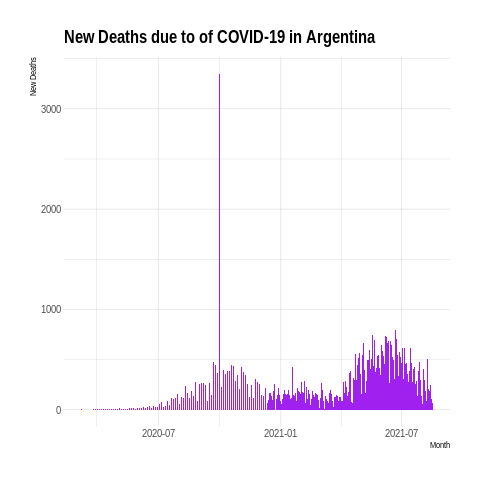 New Deaths due to of COVID-19 in Argentina
New Deaths
3000
2000
1000
0
2020-07 2021-01 2021-07
Month